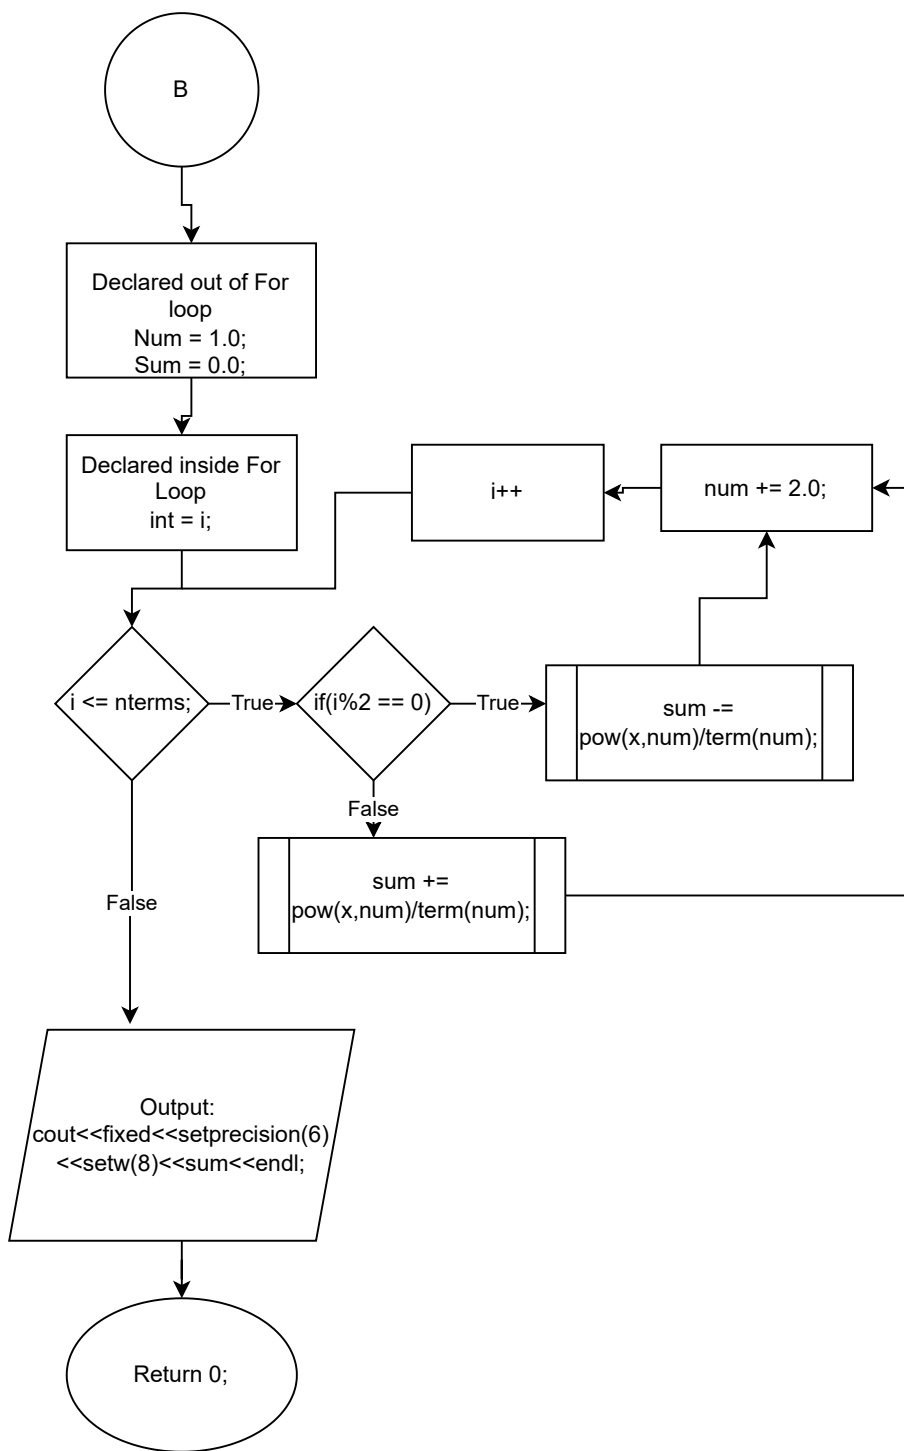 B
Declared out of For
loop
Num = 1.0;
Sum = 0.0;
Declared inside For
Loop
int = i;
i++
num += 2.0;
i <= nterms;
True
if(i%2 == 0)
True
sum -=
pow(x,num)/term(num);
False
sum +=
pow(x,num)/term(num);
False
Output:
cout<<fixed<<setprecision(6)
<<setw(8)<<sum<<endl;
Return 0;